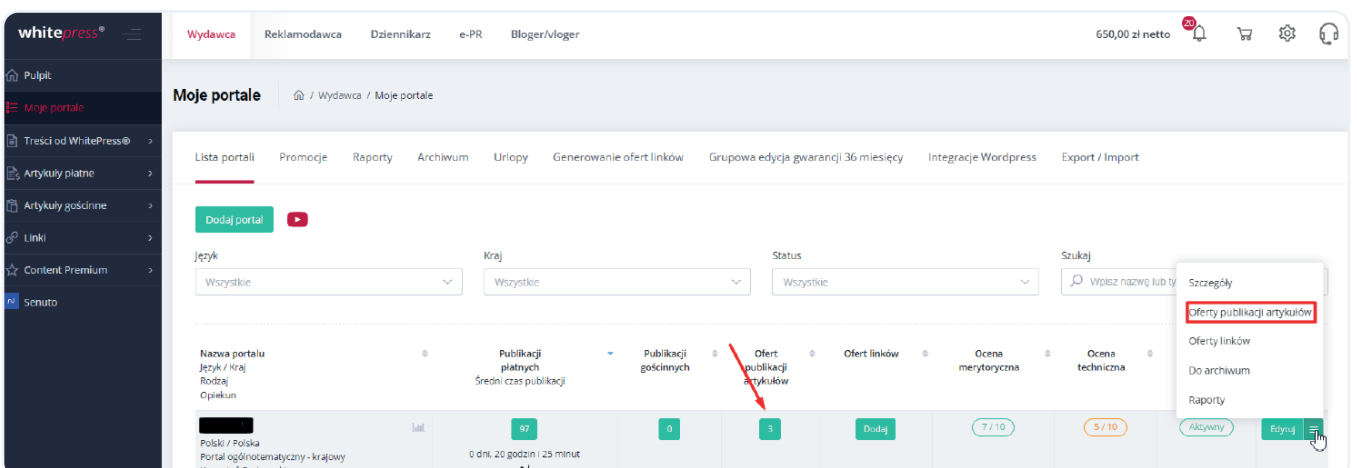 whitepress®
Wydawca Reklamodawca Dziennikarz e-PR Bloger/vloger 650,00 zł netto 20
Pulpit
Moje portale
Treści od WhitePress®
Artykuły płatne
Artykuły gościnne
Linki
Content Premium
Senuto
Moje portale / Wydawca / Moje portale
Lista portali Promocje Raporty Archiwum Urlopy Generowanie ofert linków Grupowa edycja gwarancji 36 miesięcy Integracje Wordpress Export / Import
Dodaj portal
Język Kraj Status Szukaj
Wszystkie Wszystkie Wszystkie Wpisz nazwę lub
Szczegóły
Oferty publikacji artykułów
Oferty linków
Do archiwum
Raporty
Nazwa portalu
Język / Kraj
Rodzaj
Opiekun
Publikacji
płatnych
Średni czas publikacji
Publikacji
gościnnych
Ofert
publikacji
artykułów
Ofert linków
Ocena
merytoryczna
Ocena
techniczna
97 0 3 Dodaj 7 / 10 5 / 10 Aktywny Edytuj
Polski / Polska
Portal ogólnotematyczny - krajowy
0 dni, 20 godzin i 25 minut